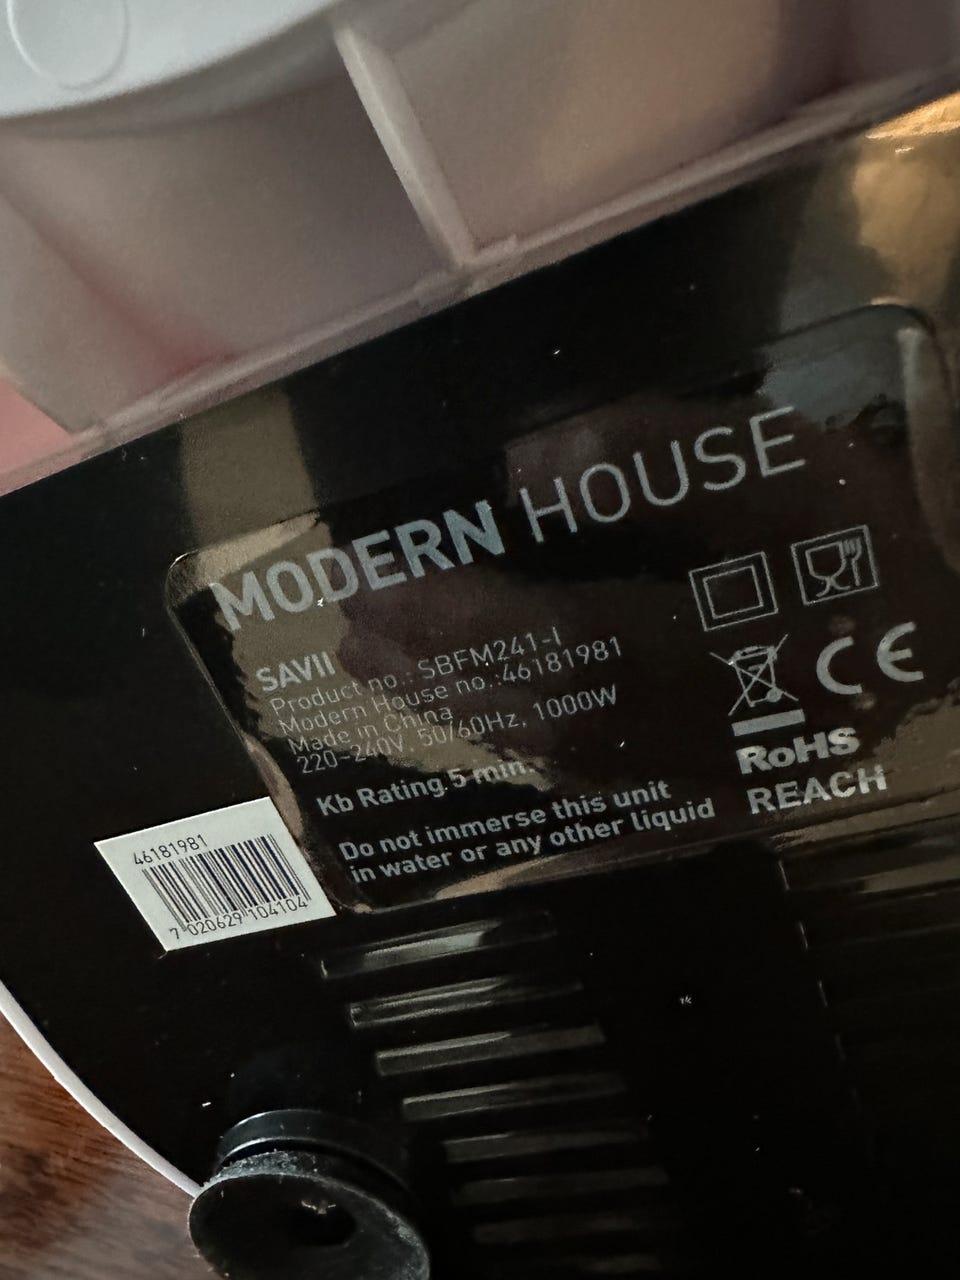 MODERN HOUSE
SAVII
Product no.: SBFM241-I
Modern House no.:46181981
Made in China
220-240V, 50/60Hz, 1000W
Kb Rating 5 min.
Do not immerse this unit
in water or any other liquid
CE
RoHS
REACH
46181981
7 020629 104104